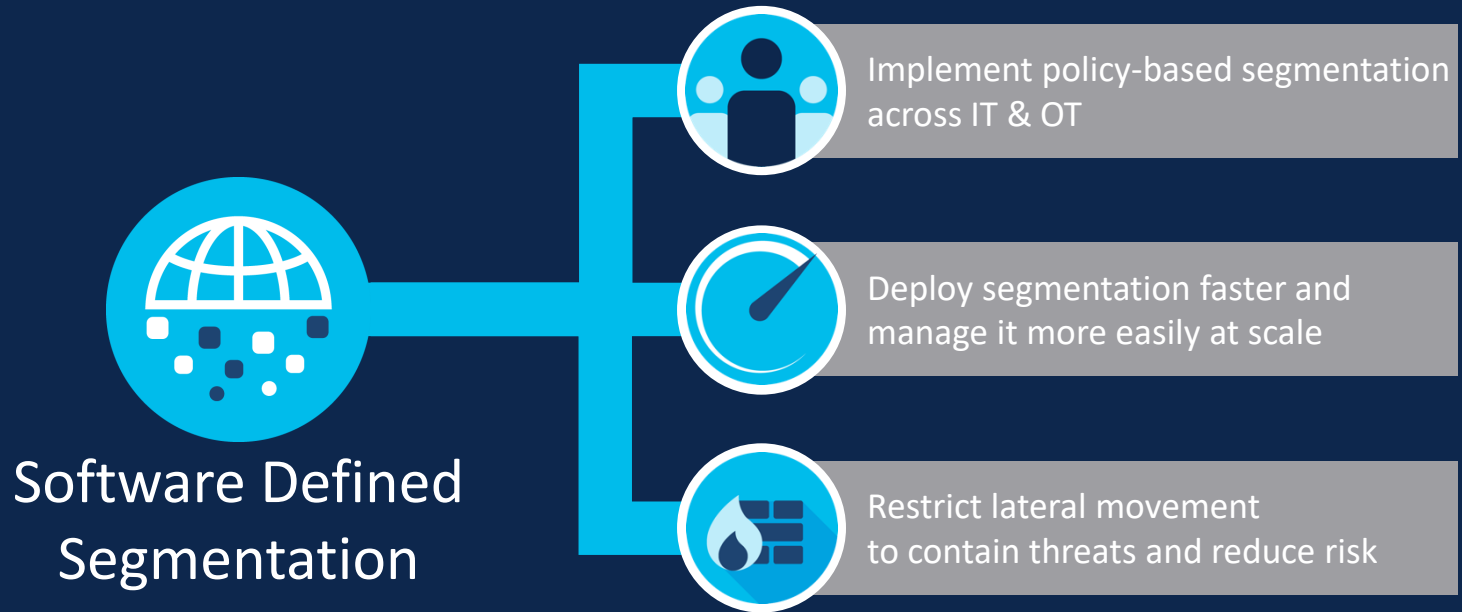 Implement policy-based segmentation
across IT & OT
Deploy segmentation faster and
manage it more easily at scale
Software Defined
Segmentation
Restrict lateral movement
to contain threats and reduce risk